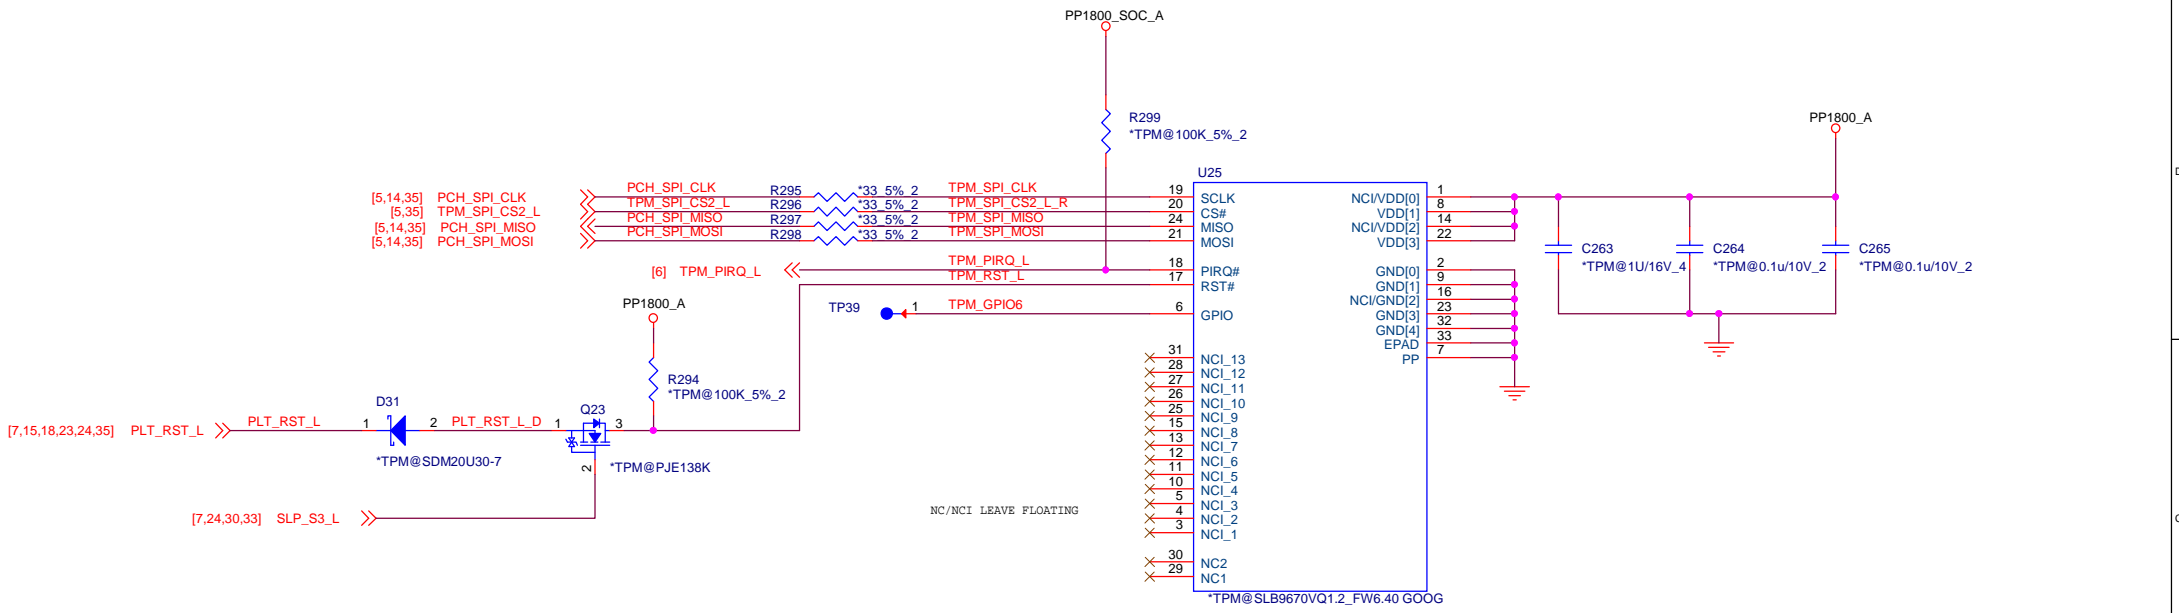 PP1800_SOC_A
R299
*TPM@100K_5%_2
PP1800_A
U25
[5,14,35] PCH_SPI_CLK PCH_SPI_CLK R295 *33_5%_2 TPM_SPI_CLK 19 SCLK NCI/VDD[0] 1
[5,35] TPM_SPI_CS2_L TPM_SPI_CS2_L R296 *33_5%_2 TPM_SPI_CS2_L_R 20 CS# VDD[1] 8
[5,14,35] PCH_SPI_MISO PCH_SPI_MISO R297 *33_5%_2 TPM_SPI_MISO 24 MISO NCI/VDD[2] 14
[5,14,35] PCH_SPI_MOSI PCH_SPI_MOSI R298 *33_5%_2 TPM_SPI_MOSI 21 MOSI VDD[3] 22
C263 C264 C265
*TPM@1U/16V_4 *TPM@0.1u/10V_2 *TPM@0.1u/10V_2
[6] TPM_PIRQ_L TPM_PIRQ_L 18 PIRQ# GND[0] 2
TPM_RST_L 17 RST# GND[1] 9
NCI/GND[2] 16
TP39 1 TPM_GPIO6 6 GPIO GND[3] 23
GND[4] 32
EPAD 33
PP 7
PP1800_A
R294
*TPM@100K_5%_2
31 NCI_13
28 NCI_12
27 NCI_11
26 NCI_10
25 NCI_9
15 NCI_8
13 NCI_7
12 NCI_6
11 NCI_5
10 NCI_4
5 NCI_3
4 NCI_2
3 NCI_1
30 NC2
29 NC1
D31 Q23
[7,15,18,23,24,35] PLT_RST_L PLT_RST_L 1 2 PLT_RST_L_D 1 3
*TPM@SDM20U30-7 2 *TPM@PJE138K
[7,24,30,33] SLP_S3_L
NC/NCI LEAVE FLOATING
*TPM@SLB9670VQ1.2_FW6.40 GOOG